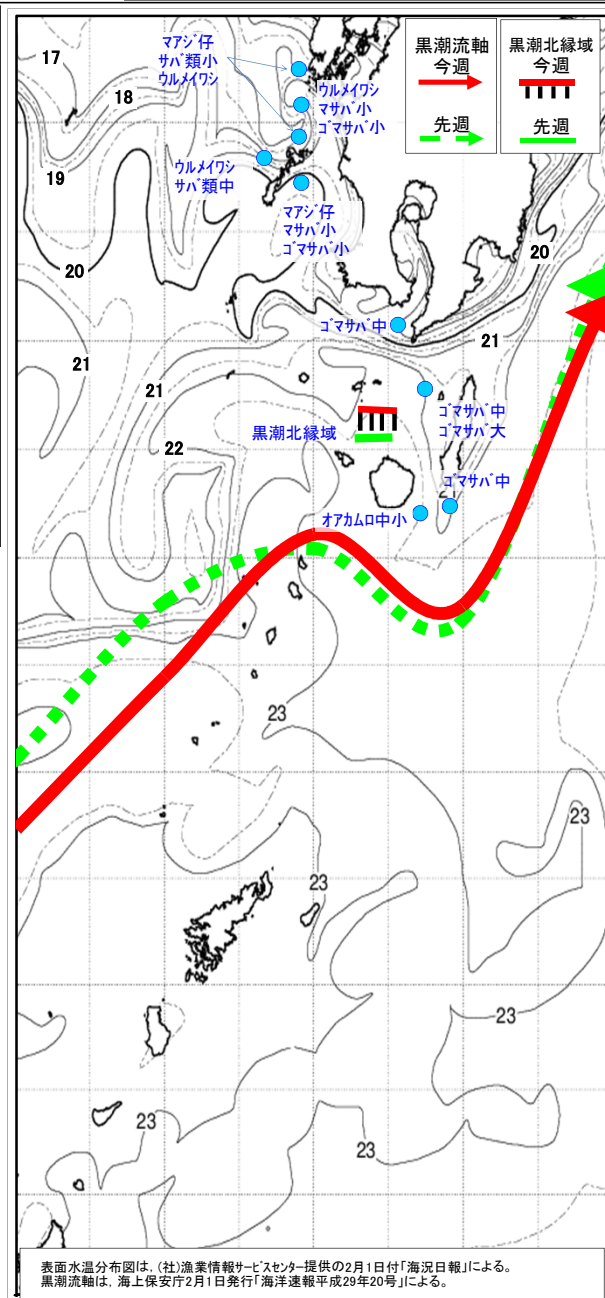 黒潮流軸
今週
先週
黒潮北縁域
今週
先週
17
18
19
20
21
21
22
20
21
マアジ仔
サバ類小
ウルメイワシ
ウルメイワシ
マサバ小
ゴマサバ小
ウルメイワシ
サバ類中
マアジ仔
マサバ小
ゴマサバ小
ゴマサバ中
ゴマサバ中
ゴマサバ大
黒潮北縁域
ゴマサバ中
オアカムロ中小
23
23
23
23
23
23
表面水温分布図は,(社)漁業情報サービスセンター提供の2月1日付「海況日報」による。
黒潮流軸は,海上保安庁2月1日発行「海洋速報平成29年20号」による。